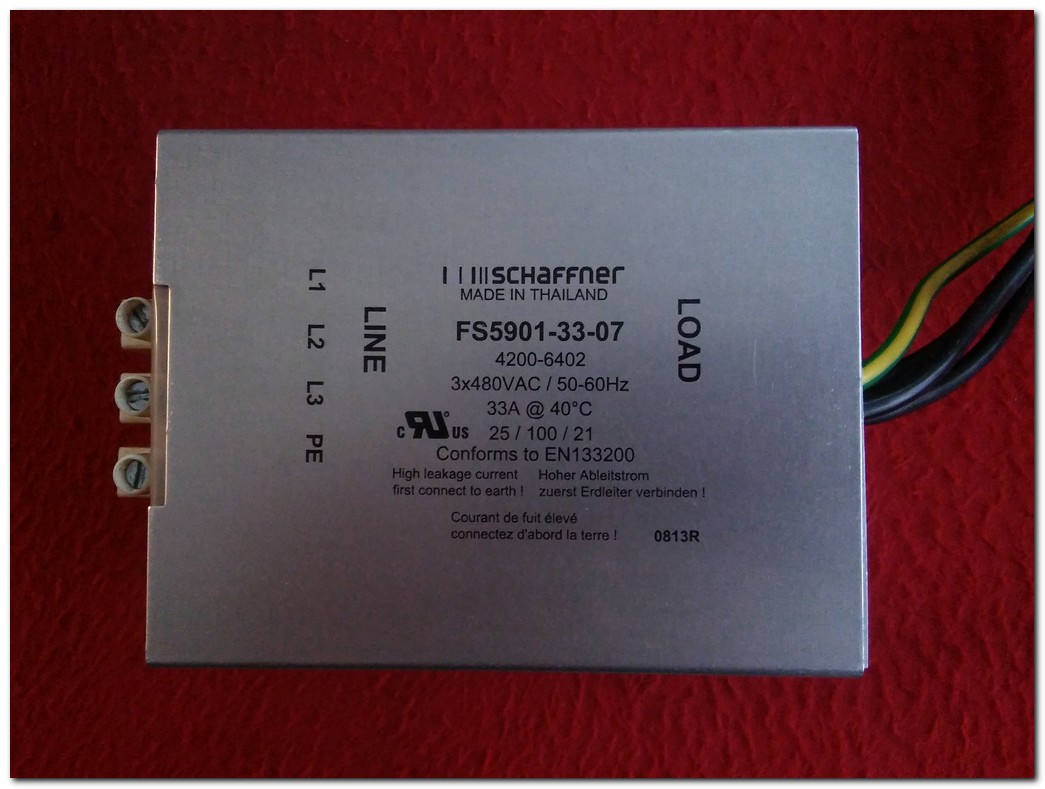 SCHAFFNER
MADE IN THAILAND
FS5901-33-07
4200-6402
3x480VAC / 50-60Hz
33A @ 40°C
c RU US 25 / 100 / 21
Conforms to EN133200
High leakage current
first connect to earth !
Hoher Ableitstrom
zuerst Erdleiter verbinden !
Courant de fuit élevé
connectez d'abord la terre !
0813R
L1
L2
L3
PE
LINE
LOAD